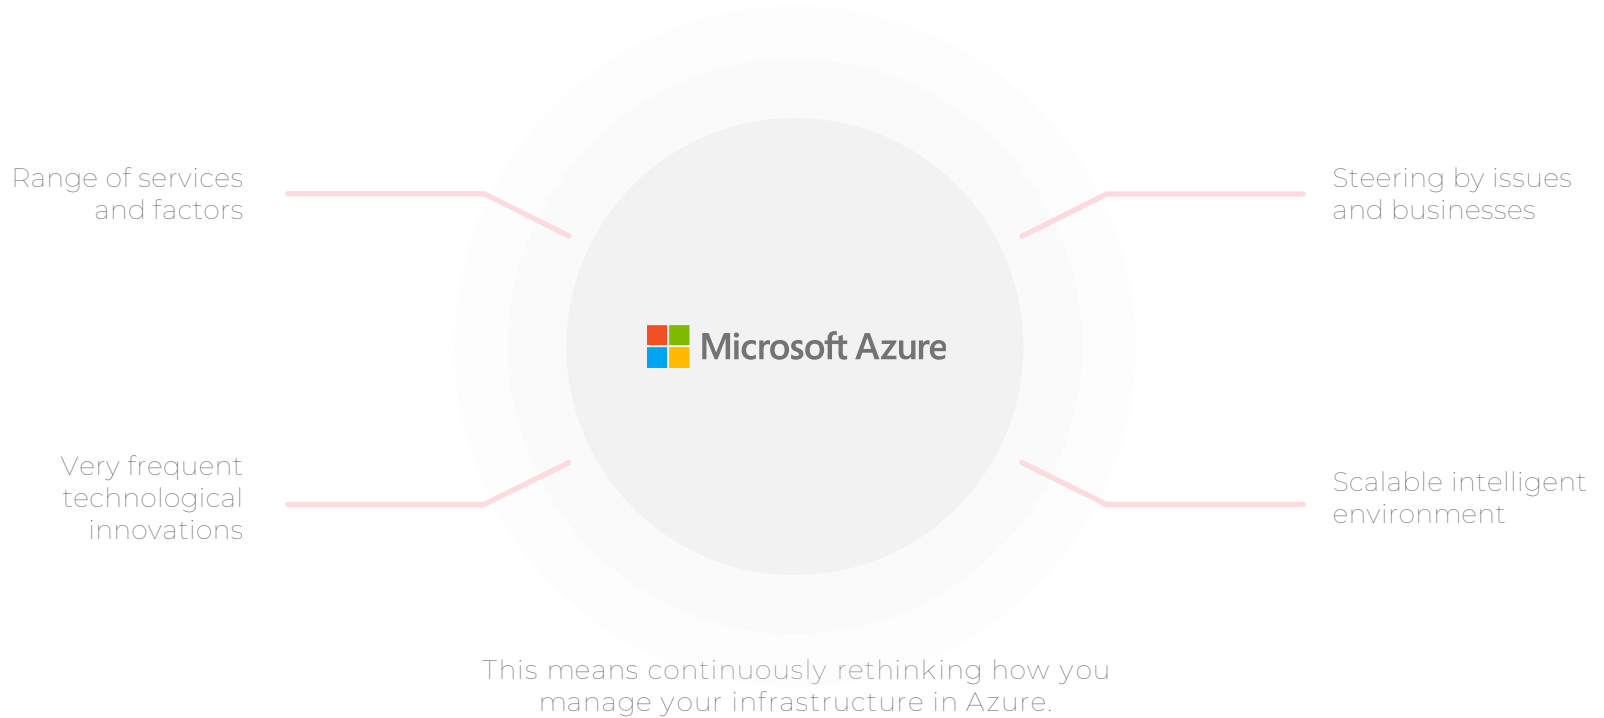 Range of services
and factors
Steering by issues
and businesses
Microsoft Azure
Very frequent
technological
innovations
Scalable intelligent
environment
This means continuously rethinking how you
manage your infrastructure in Azure.